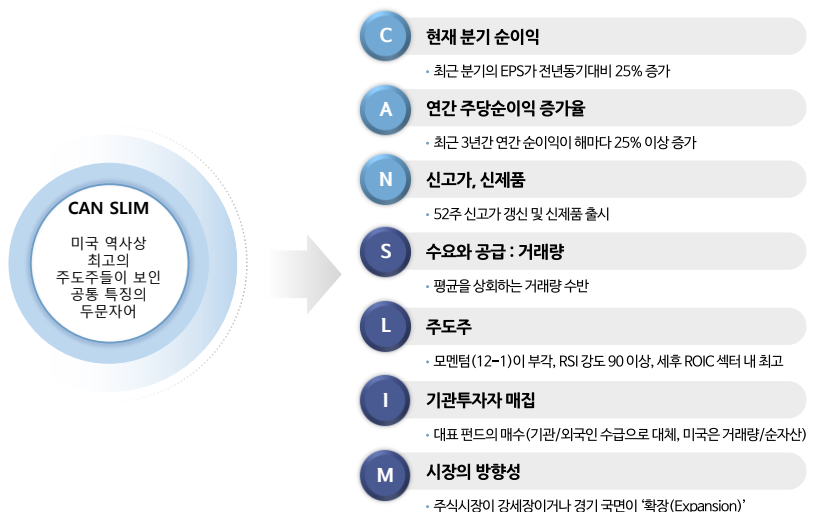 CAN SLIM
미국 역사상
최고의
주도주들이 보인
공통 특징의
두문자어
C 현재 분기 순이익
• 최근 분기의 EPS가 전년동기대비 25% 증가
A 연간 주당순이익 증가율
• 최근 3년간 연간 순이익이 해마다 25% 이상 증가
N 신고가, 신제품
• 52주 신고가 갱신 및 신제품 출시
S 수요와 공급 : 거래량
• 평균을 상회하는 거래량 수반
L 주도주
• 모멘텀(12-1)이 부각, RSI 강도 90 이상, 세후 ROIC 섹터 내 최고
I 기관투자자 매집
• 대표 펀드의 매수(기관/외국인 수급으로 대체, 미국은 거래량/순자산)
M 시장의 방향성
• 주식시장이 강세장이거나 경기 국면이 ‘확장(Expansion)’